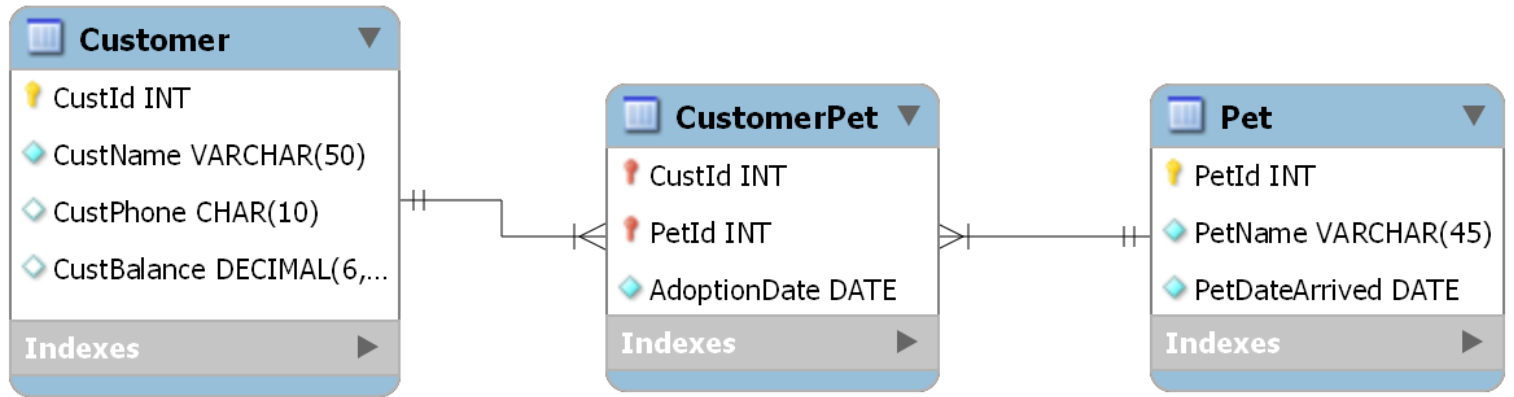 Customer
CustId INT
CustName VARCHAR(50)
CustPhone CHAR(10)
CustBalance DECIMAL(6,...
Indexes
CustomerPet
CustId INT
PetId INT
AdoptionDate DATE
Indexes
Pet
PetId INT
PetName VARCHAR(45)
PetDateArrived DATE
Indexes